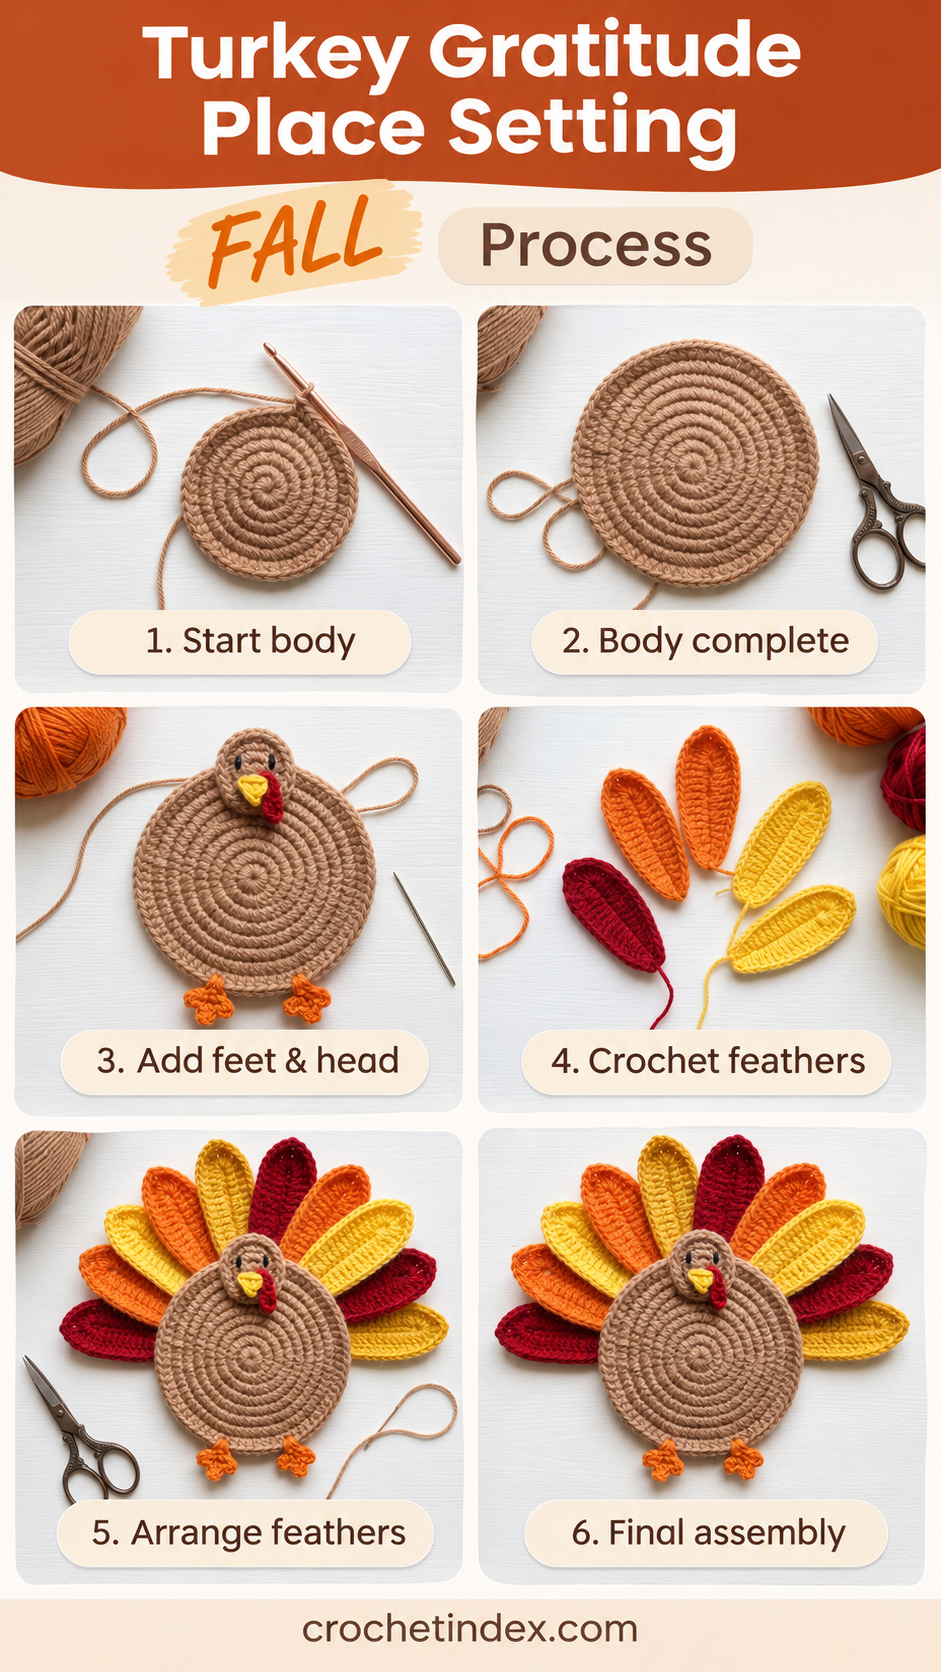 Turkey Gratitude
Place Setting
FALL
Process
1. Start body
2. Body complete
3. Add feet & head
4. Crochet feathers
5. Arrange feathers
6. Final assembly
crochetindex.com